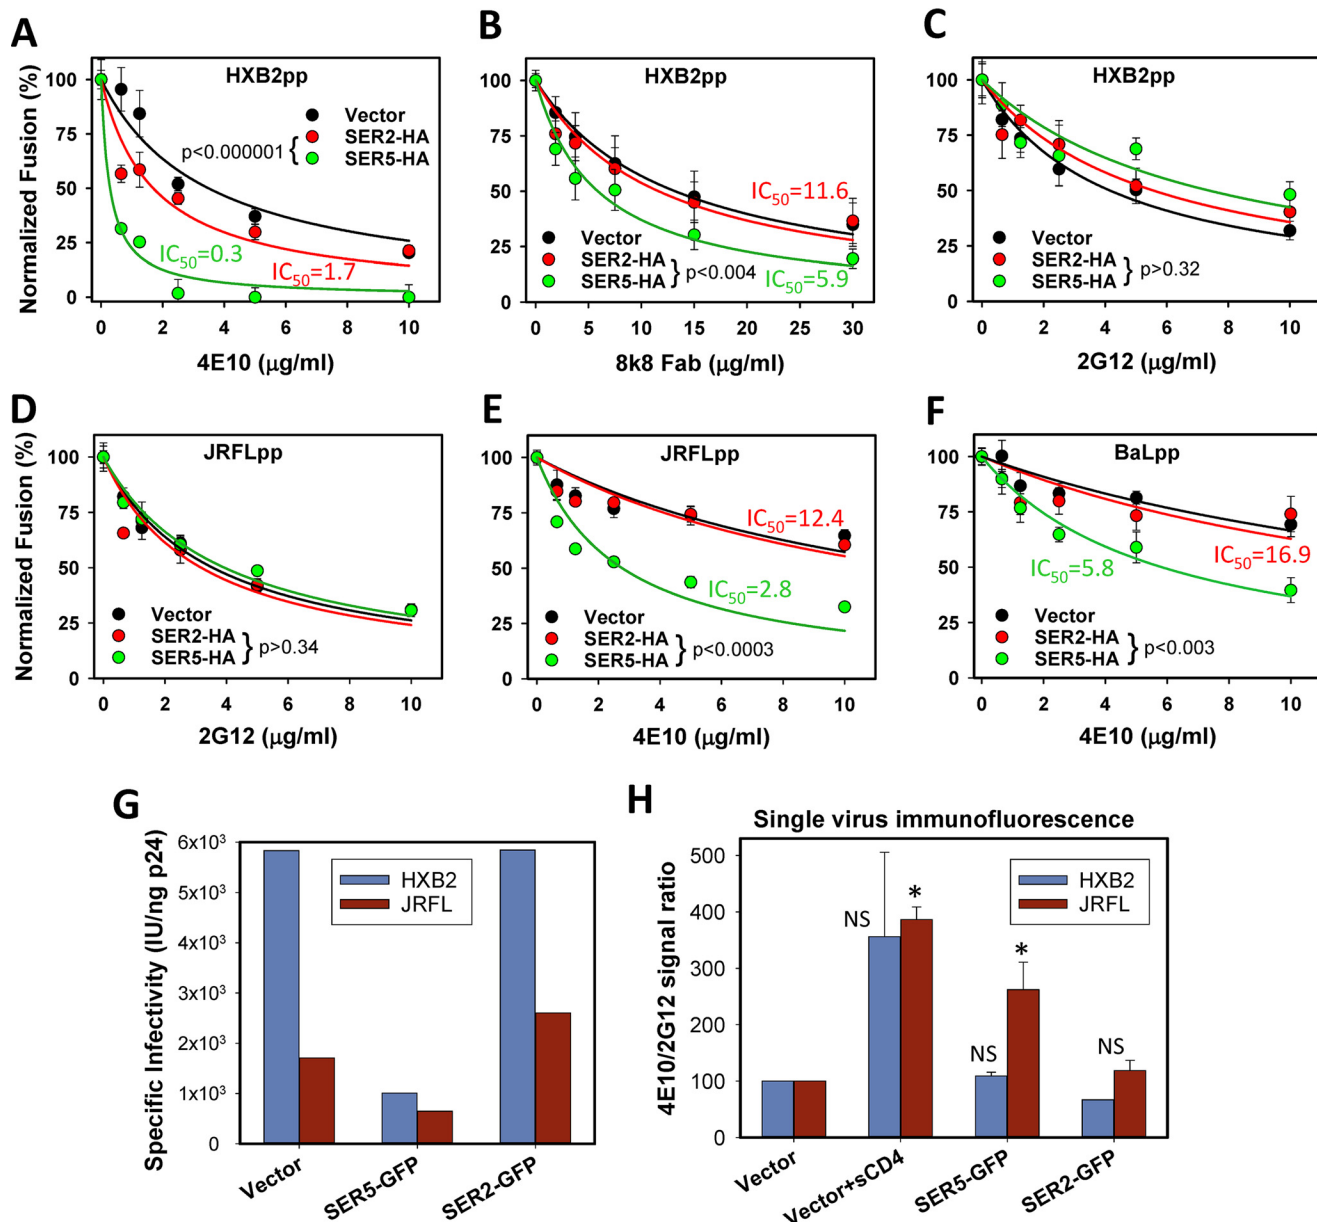 A
HXB2pp
Normalized Fusion (%)
100
75
50
25
0
Vector
SER2-HA
SER5-HA
p<0.000001 {
IC50=0.3
IC50=1.7
0 2 4 6 8 10
4E10 (μg/ml)
B
HXB2pp
100
75
50
25
0
IC50=11.6
Vector
SER2-HA
SER5-HA
} p<0.004
IC50=5.9
0 5 10 15 20 25 30
8k8 Fab (μg/ml)
C
HXB2pp
100
75
50
25
0
Vector
SER2-HA
SER5-HA
} p>0.32
0 2 4 6 8 10
2G12 (μg/ml)
D
JRFLpp
Normalized Fusion (%)
100
75
50
25
0
Vector
SER2-HA
SER5-HA
} p>0.34
0 2 4 6 8 10
2G12 (μg/ml)
E
JRFLpp
100
75
50
25
0
IC50=12.4
IC50=2.8
Vector
SER2-HA
SER5-HA
} p<0.0003
0 2 4 6 8 10
4E10 (μg/ml)
F
BaLpp
100
75
50
25
0
IC50=5.8
IC50=16.9
Vector
SER2-HA
SER5-HA
} p<0.003
0 2 4 6 8 10
4E10 (μg/ml)
G
Specific Infectivity (IU/ng p24)
6x10³
5x10³
4x10³
3x10³
2x10³
1x10³
0
HXB2
JRFL
Vector
SER5-GFP
SER2-GFP
H
Single virus immunofluorescence
4E10/2G12 signal ratio
500
400
300
200
100
0
HXB2
JRFL
NS
*
NS
*
NS
Vector
Vector+sCD4
SER5-GFP
SER2-GFP